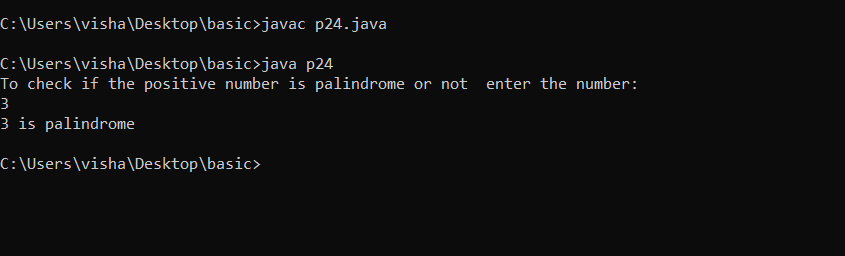 C:\Users\visha\Desktop\basic>javac p24.java
C:\Users\visha\Desktop\basic>java p24
To check if the positive number is palindrome or not  enter the number:
3
3 is palindrome
C:\Users\visha\Desktop\basic>